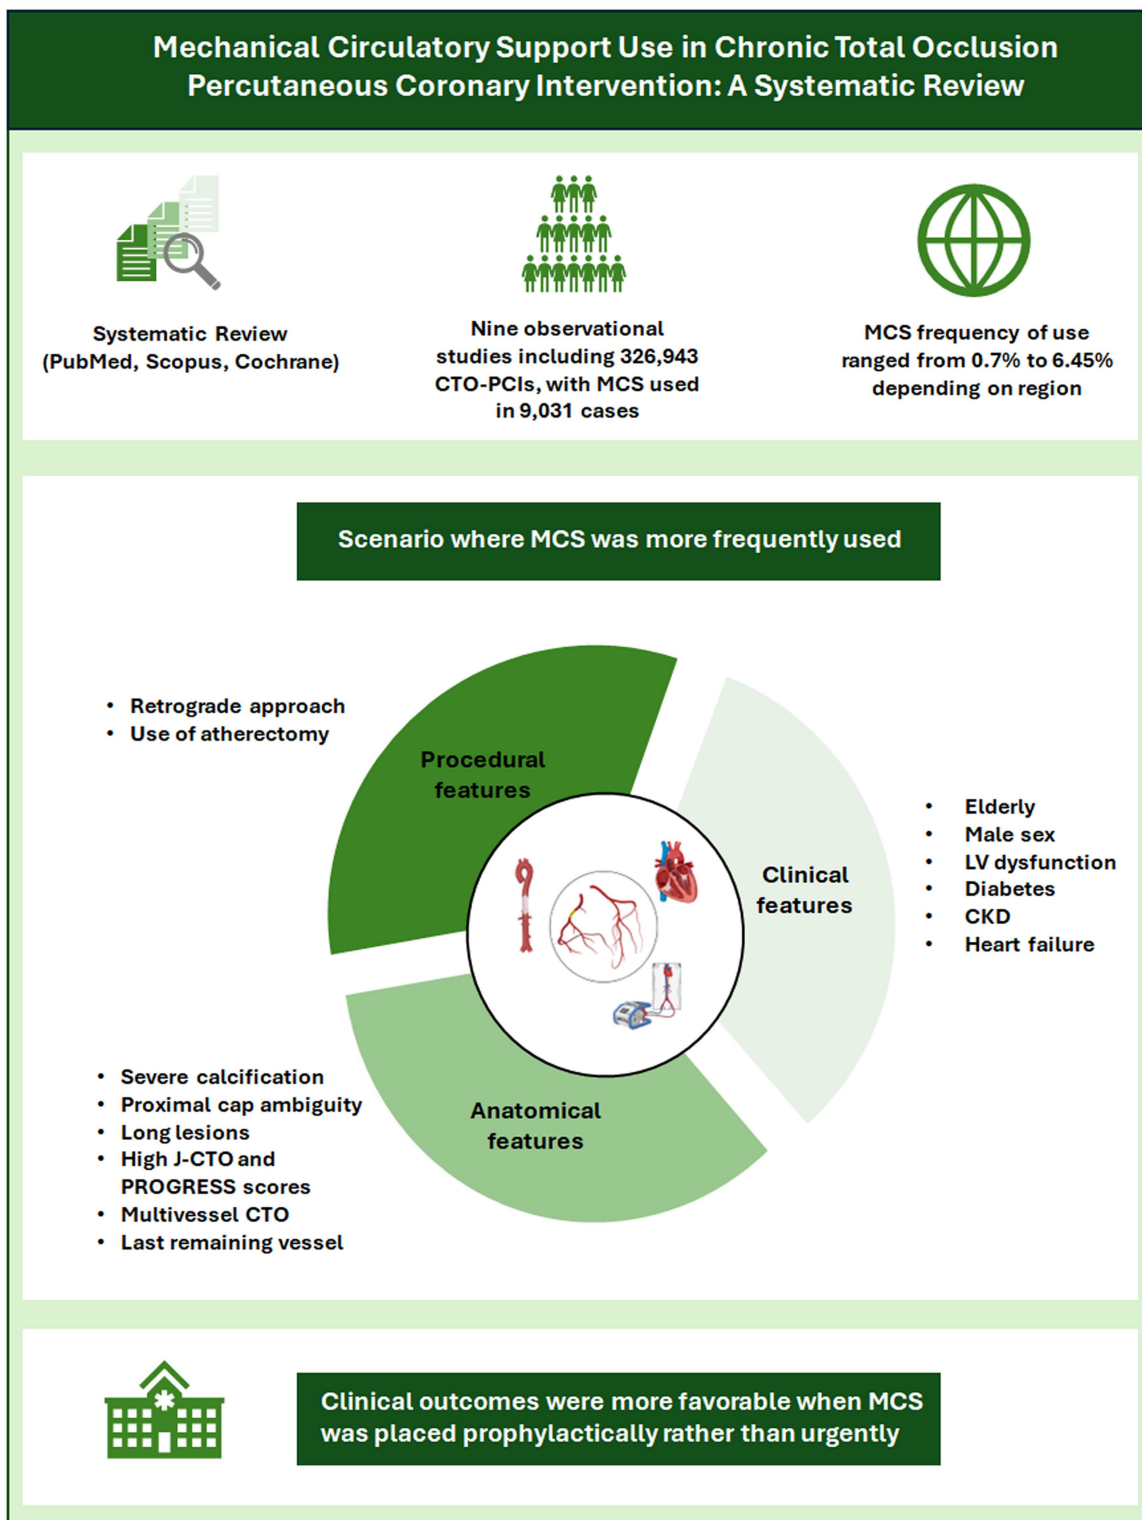 Mechanical Circulatory Support Use in Chronic Total Occlusion
Percutaneous Coronary Intervention: A Systematic Review
Systematic Review
(PubMed, Scopus, Cochrane)
Nine observational
studies including 326,943
CTO-PCIs, with MCS used
in 9,031 cases
MCS frequency of use
ranged from 0.7% to 6.45%
depending on region
Scenario where MCS was more frequently used
• Retrograde approach
• Use of atherectomy
Procedural
features
Clinical
features
• Elderly
• Male sex
• LV dysfunction
• Diabetes
• CKD
• Heart failure
Anatomical
features
• Severe calcification
• Proximal cap ambiguity
• Long lesions
• High J-CTO and
PROGRESS scores
• Multivessel CTO
• Last remaining vessel
Clinical outcomes were more favorable when MCS
was placed prophylactically rather than urgently